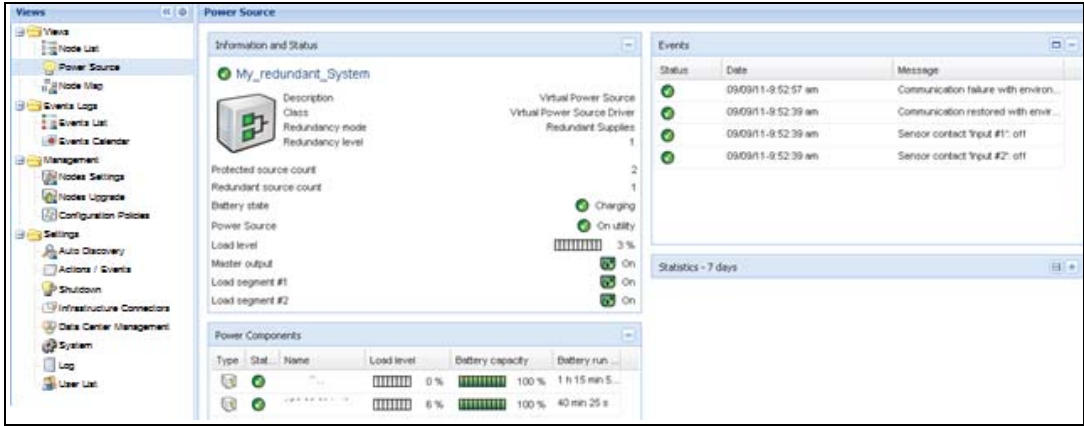 Views
Views
Node List
Power Source
Node Map
Events Logs
Events List
Events Calendar
Management
Nodes Settings
Nodes Upgrade
Configuration Policies
Settings
Auto Discovery
Actions / Events
Shutdown
Infrastructure Connectors
Data Center Management
System
Log
User List
Power Source
Information and Status
My_redundant_System
Description Virtual Power Source
Class Virtual Power Source Driver
Redundancy mode Redundant Supplies
Redundancy level 1
Protected source count 2
Redundant source count 1
Battery state Charging
Power Source On utility
Load level 3 %
Master output On
Load segment #1 On
Load segment #2 On
Power Components
Type Stat... Name Load level Battery capacity Battery run ...
0 % 100 % 1 h 15 min 5...
6 % 100 % 40 min 25 s
Events
Status Date Message
09/09/11-9:52:57 am Communication failure with environ...
09/09/11-9:52:39 am Communication restored with envir...
09/09/11-9:52:39 am Sensor contact 'Input #1': off
09/09/11-9:52:39 am Sensor contact 'Input #2': off
Statistics - 7 days